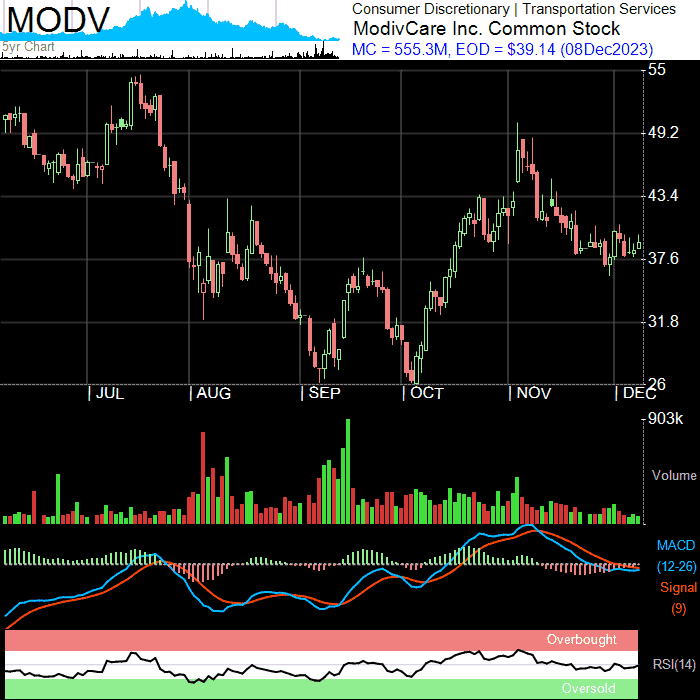 MODV
5yr Chart
Consumer Discretionary | Transportation Services
ModivCare Inc. Common Stock
MC = 555.3M, EOD = $39.14 (08Dec2023)
55
49.2
43.4
37.6
31.8
26
JUL
AUG
SEP
OCT
NOV
DEC
903k
Volume
MACD
(12-26)
Signal
(9)
Overbought
RSI(14)
Oversold